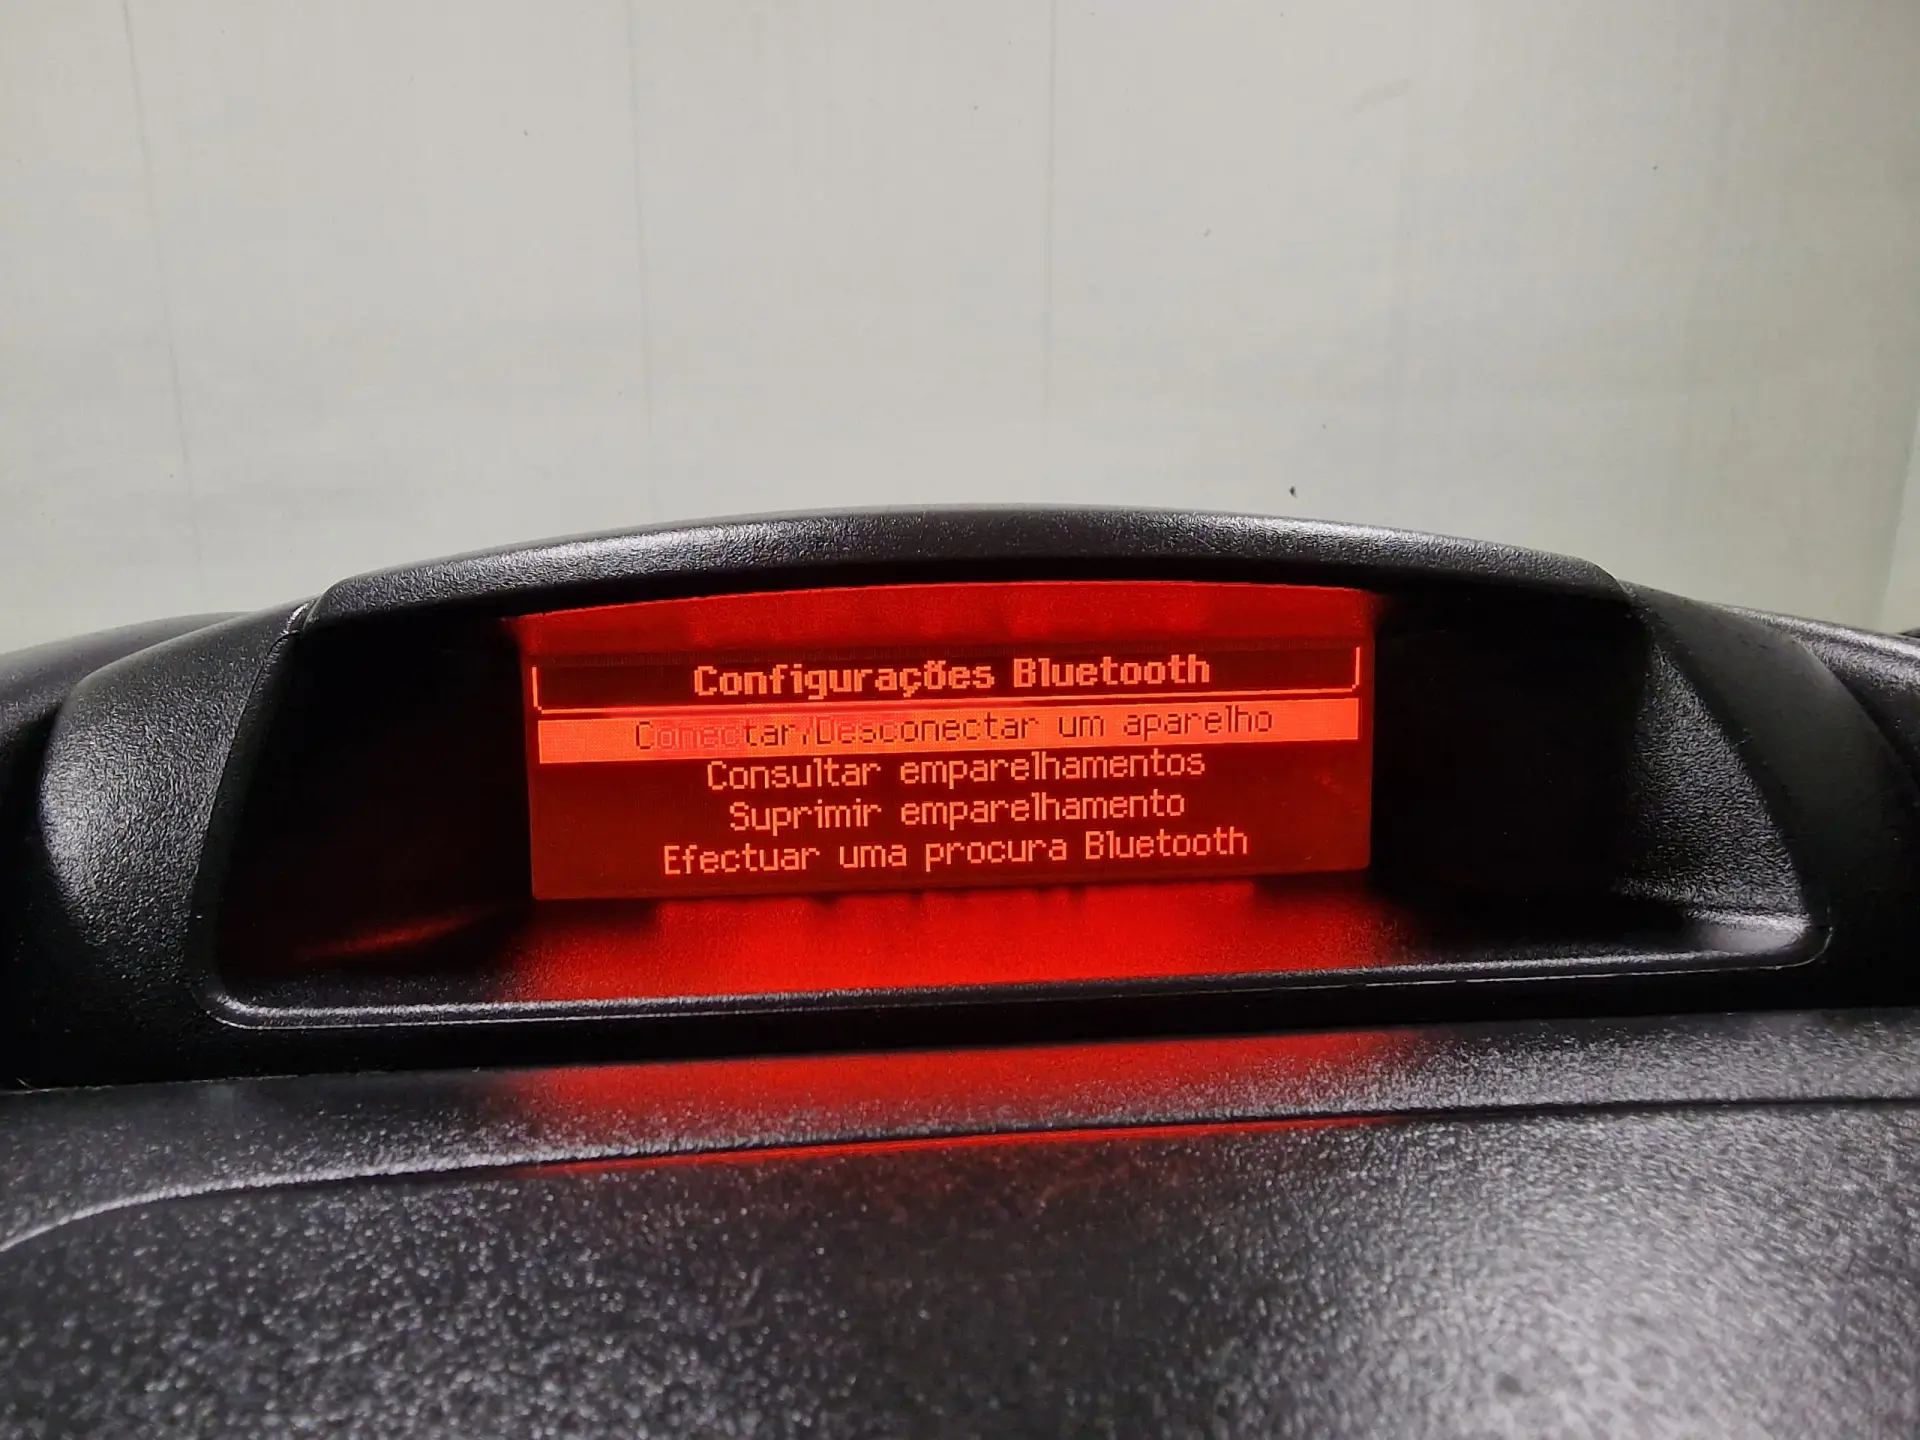 Configurações Bluetooth
Conectar/Desconectar um aparelho
Consultar emparelhamentos
Suprimir emparelhamento
Efectuar uma procura Bluetooth